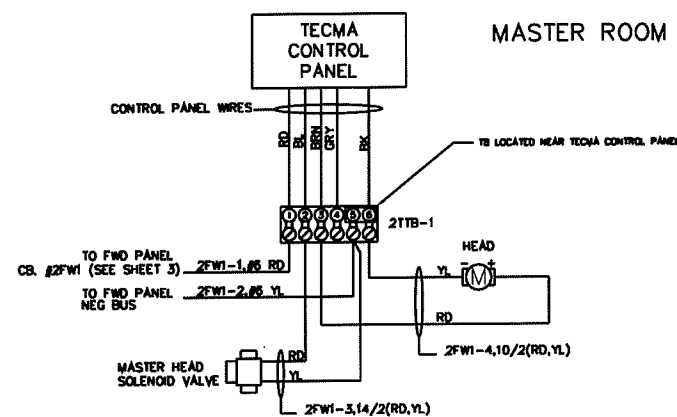 TECMA
CONTROL
PANEL
MASTER ROOM
CONTROL PANEL WIRES
RD
BL
BRN
GRY
BK
TB LOCATED NEAR TECMA CONTROL PANEL
1 2 3 4 5 6
2TTB-1
TO FWD PANEL
CB. #2FW1 (SEE SHEET 3)
2FW1-1,#6 RD
TO FWD PANEL
NEG BUS
2FW1-2,#6 YL
HEAD
YL
- M +
RD
2FW1-4,10/2(RD,YL)
MASTER HEAD
SOLENOID VALVE
RD
YL
2FW1-3,14/2(RD,YL)